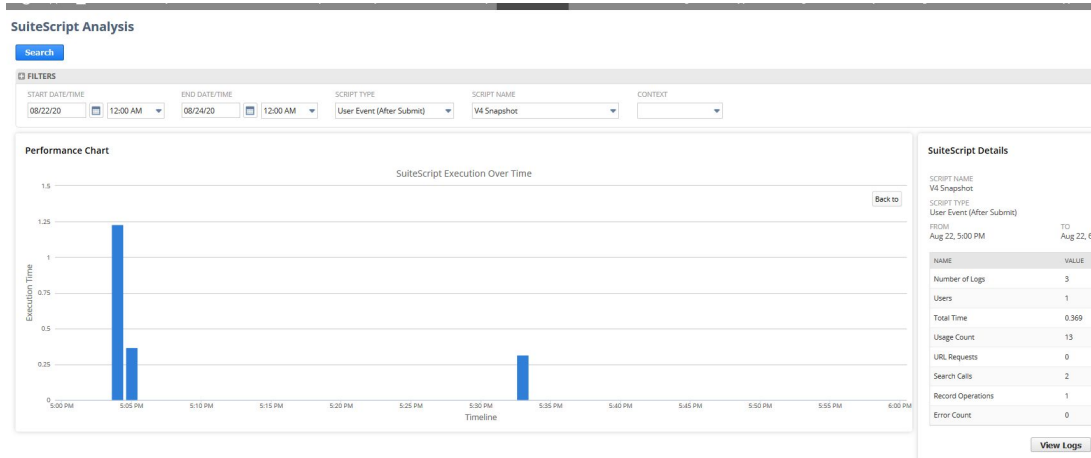 SuiteScript Analysis
Search
FILTERS
START DATE/TIME
END DATE/TIME
SCRIPT TYPE
SCRIPT NAME
CONTEXT
08/22/20
12:00 AM
08/24/20
12:00 AM
User Event (After Submit)
V4 Snapshot
Performance Chart
SuiteScript Execution Over Time
Back to
Execution Time
1.5
1.25
1
0.75
0.5
0.25
0
5:00 PM 5:05 PM 5:10 PM 5:15 PM 5:20 PM 5:25 PM 5:30 PM 5:35 PM 5:40 PM 5:45 PM 5:50 PM 5:55 PM 6:00 PM
Timeline
SuiteScript Details
SCRIPT NAME
V4 Snapshot
SCRIPT TYPE
User Event (After Submit)
FROM TO
Aug 22, 5:00 PM Aug 22, 6
NAME VALUE
Number of Logs 3
Users 1
Total Time 0.369
Usage Count 13
URL Requests 0
Search Calls 2
Record Operations 1
Error Count 0
View Logs